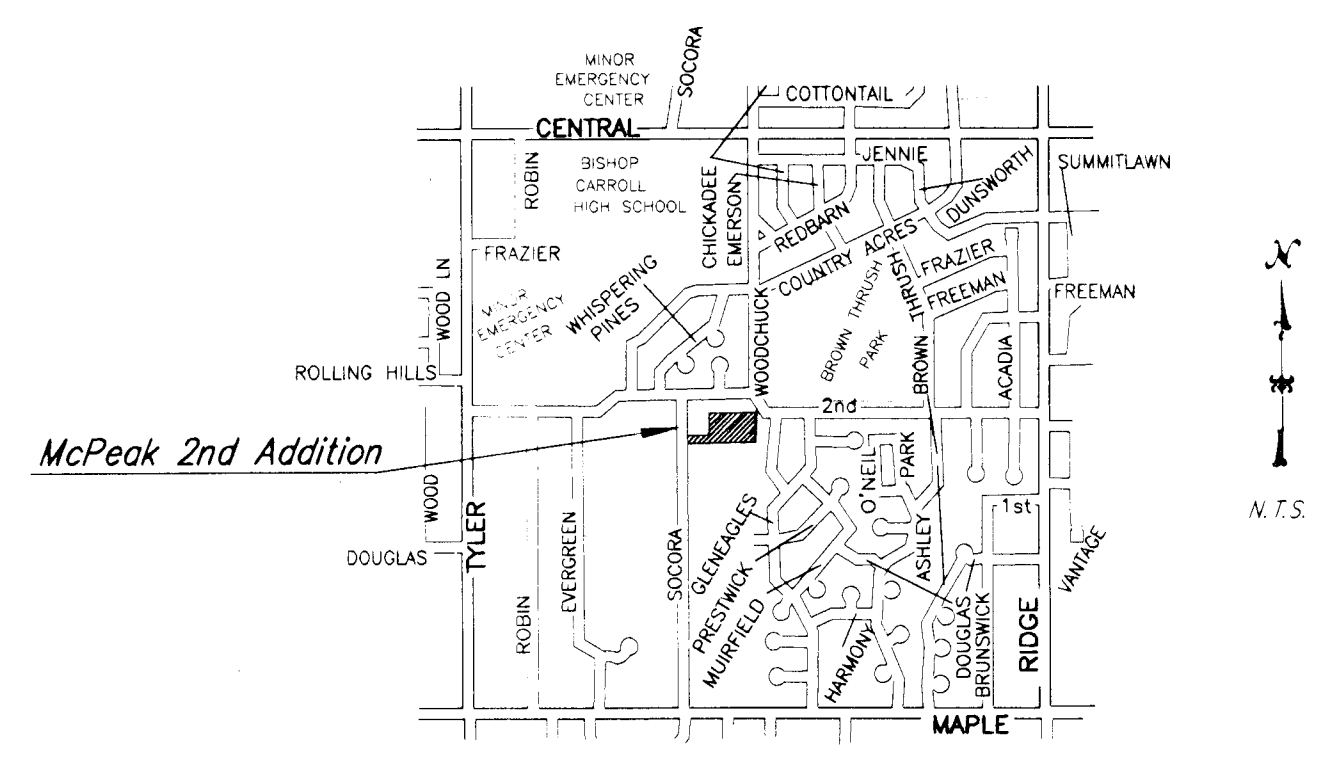 MINOR
EMERGENCY
CENTER
SOCORA
COTTONTAIL
CENTRAL
ROBIN
BISHOP
CARROLL
HIGH SCHOOL
CHICKADEE
EMERSON
JENNIE
DUNSWORTH
SUMMITLAWN
REDBARN
COUNTRY ACRES
FRAZIER
WOOD LN
MINOR
EMERGENCY
CENTER
WHISPERING
PINES
WOODCHUCK
BROWN THRUSH
PARK
BROWN THRUSH
FRAZIER
FREEMAN
FREEMAN
ACADIA
ROLLING HILLS
2nd
McPeak 2nd Addition
WOOD
TYLER
DOUGLAS
ROBIN
EVERGREEN
SOCORA
GLENEAGLES
PRESTWICK
MUIRFIELD
O'NEIL
PARK
ASHLEY
HARMONY
DOUGLAS
BRUNSWICK
1st
RIDGE
VANTAGE
MAPLE
N
N.T.S.